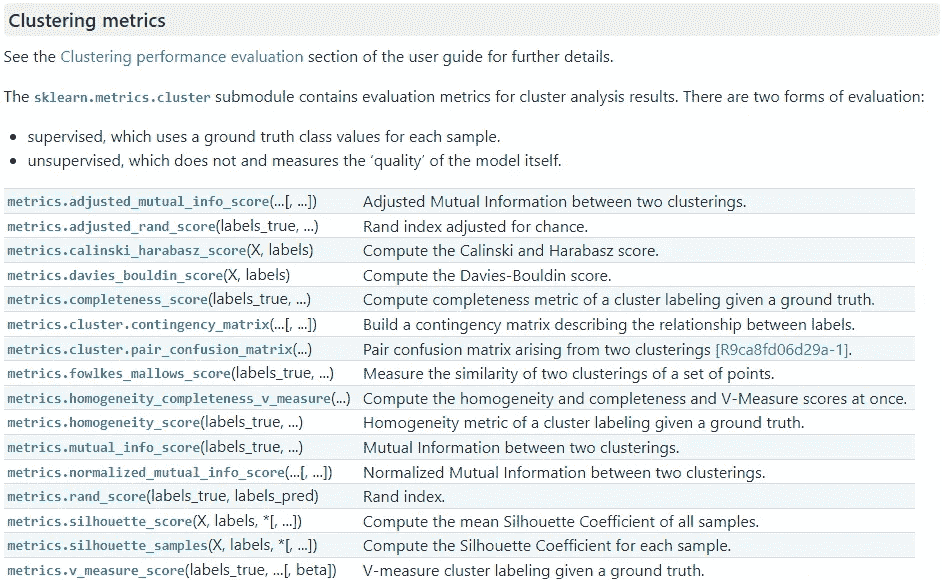 Clustering metrics
See the Clustering performance evaluation section of the user guide for further details.
The sklearn.metrics.cluster submodule contains evaluation metrics for cluster analysis results. There are two forms of evaluation:
• supervised, which uses a ground truth class values for each sample.
• unsupervised, which does not and measures the ‘quality’ of the model itself.
metrics.adjusted_mutual_info_score(...[, ...]) Adjusted Mutual Information between two clusterings.
metrics.adjusted_rand_score(labels_true, ...) Rand index adjusted for chance.
metrics.calinski_harabasz_score(X, labels) Compute the Calinski and Harabasz score.
metrics.davies_bouldin_score(X, labels) Compute the Davies-Bouldin score.
metrics.completeness_score(labels_true, ...) Compute completeness metric of a cluster labeling given a ground truth.
metrics.cluster.contingency_matrix(...[, ...]) Build a contingency matrix describing the relationship between labels.
metrics.cluster.pair_confusion_matrix(...) Pair confusion matrix arising from two clusterings [R9ca8fd06d29a-1].
metrics.fowlkes_mallows_score(labels_true, ...) Measure the similarity of two clusterings of a set of points.
metrics.homogeneity_completeness_v_measure(...) Compute the homogeneity and completeness and V-Measure scores at once.
metrics.homogeneity_score(labels_true, ...) Homogeneity metric of a cluster labeling given a ground truth.
metrics.mutual_info_score(labels_true, ...) Mutual Information between two clusterings.
metrics.normalized_mutual_info_score(...[, ...]) Normalized Mutual Information between two clusterings.
metrics.rand_score(labels_true, labels_pred) Rand index.
metrics.silhouette_score(X, labels, *[, ...]) Compute the mean Silhouette Coefficient of all samples.
metrics.silhouette_samples(X, labels, *[, ...]) Compute the Silhouette Coefficient for each sample.
metrics.v_measure_score(labels_true, ...[, beta]) V-measure cluster labeling given a ground truth.